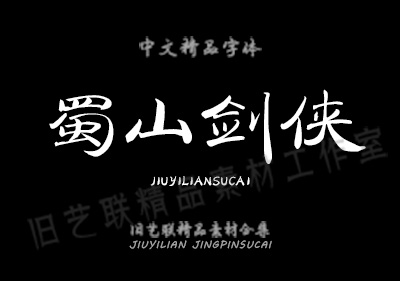 中文精品字体
蜀山剑侠
JIUYILIANSUCAI
旧艺联精品素材工作室
旧艺联精品素材合集
JIUYILIAN JINGPINSUCAI